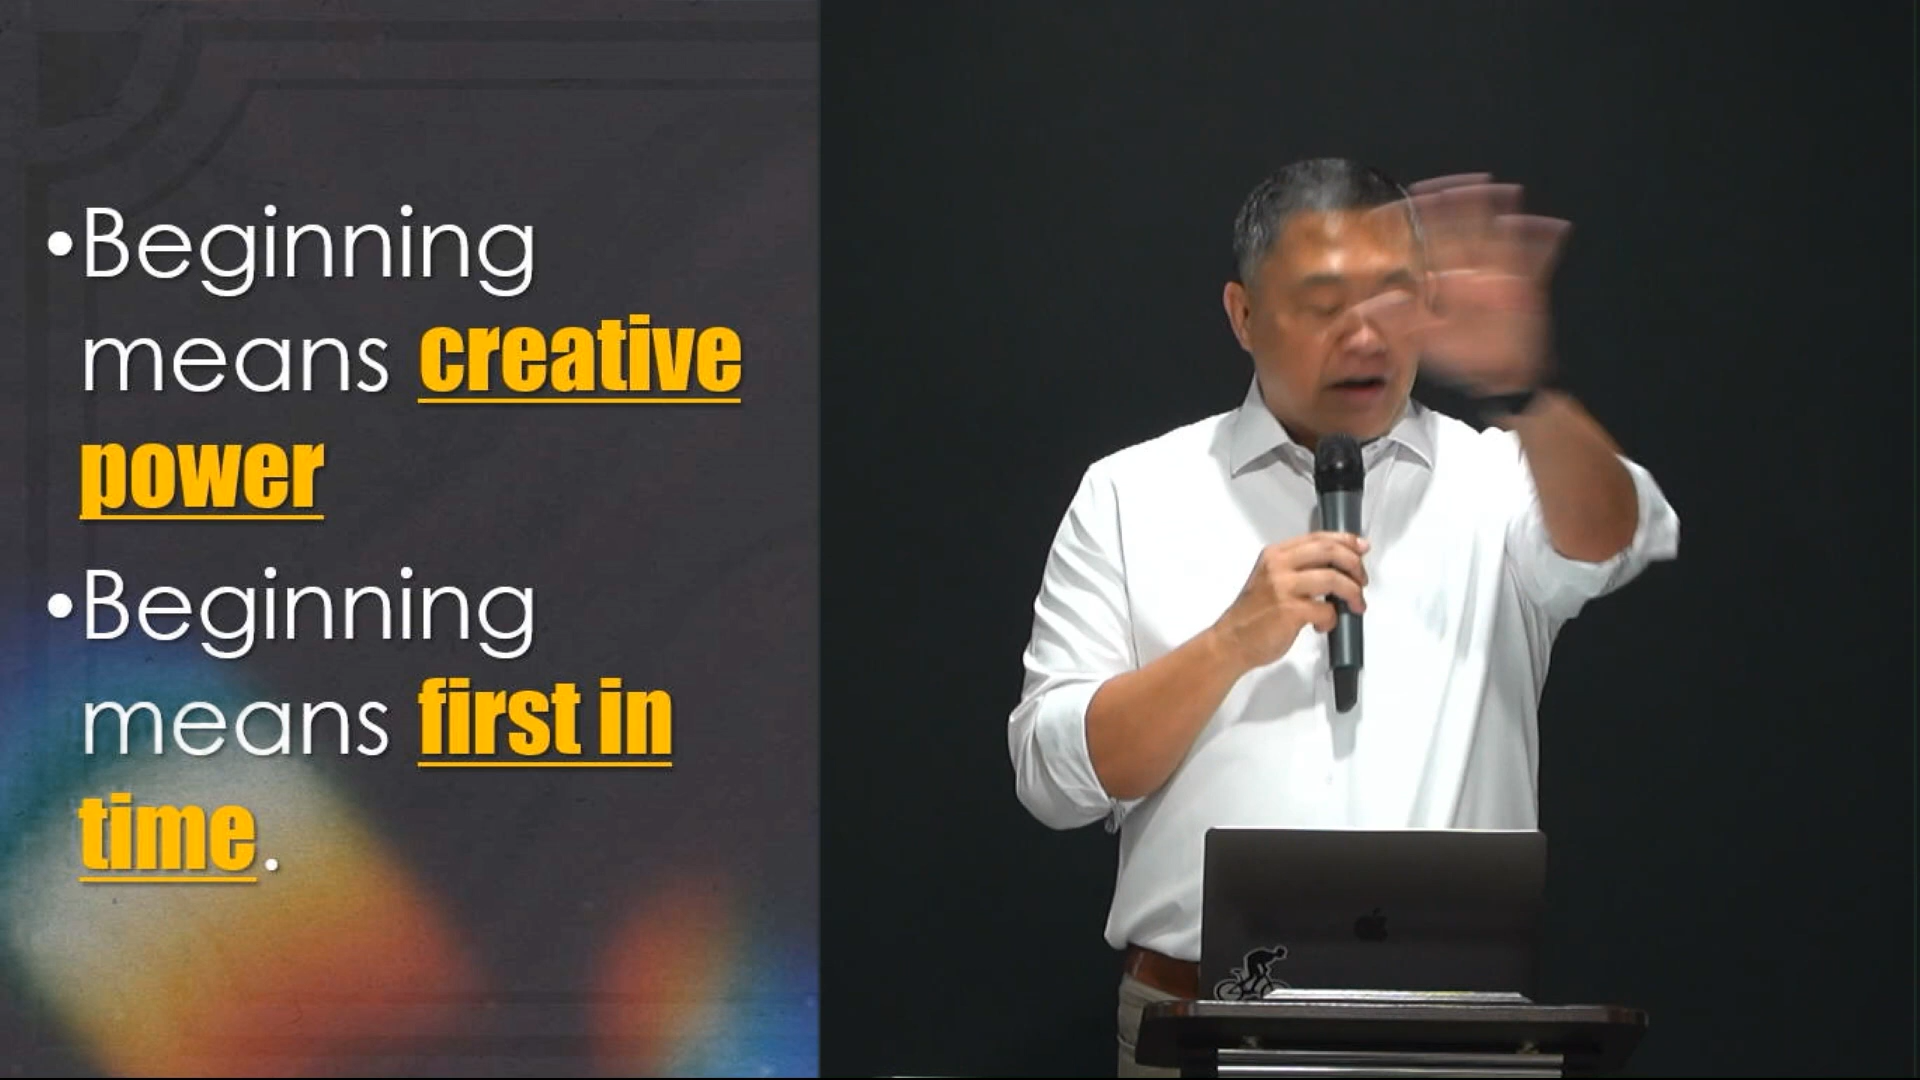 •Beginning
means creative
power
•Beginning
means first in
time.